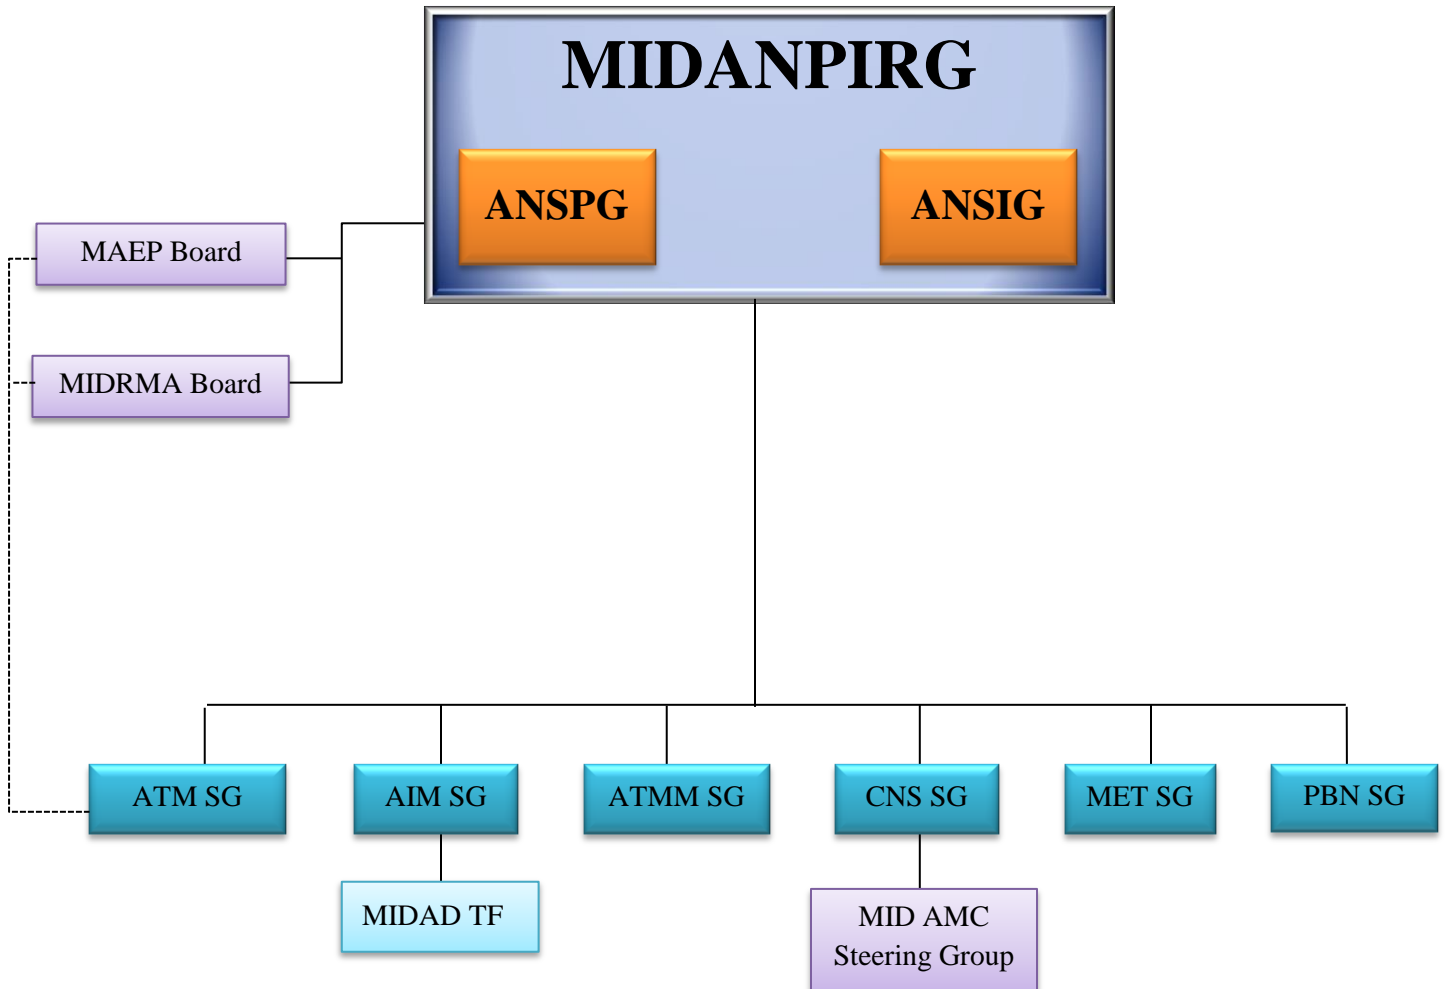 MIDANPIRG
ANSPG
ANSIG
MAEP Board
MIDRMA Board
ATM SG
AIM SG
ATMM SG
CNS SG
MET SG
PBN SG
MIDAD TF
MID AMC
Steering Group